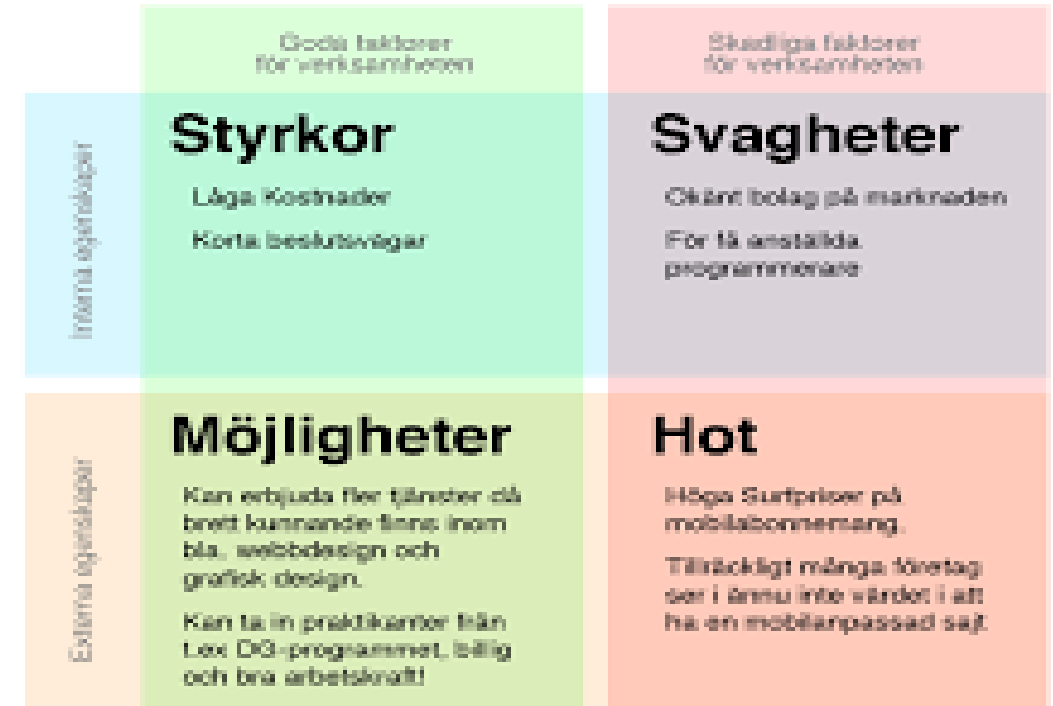 Goda faktorer
för verksamheten
Skadliga faktorer
för verksamheten
Interna egenskaper
Styrkor
Låga Kostnader
Korta beslutsvägar
Svagheter
Okänt bolag på marknaden
För få anställda
programmerare
Externa egenskaper
Möjligheter
Kan erbjuda fler tjänster då
brett kunnande finns inom
bla. webbdesign och
grafisk design.
Kan ta in praktikanter från
t.ex DG-programmet, billig
och bra arbetskraft!
Hot
Höga Surfpriser på
mobilabonnemang.
Tillräckligt många företag
ser i ännu inte värdet i att
ha en mobilanpassad sajt